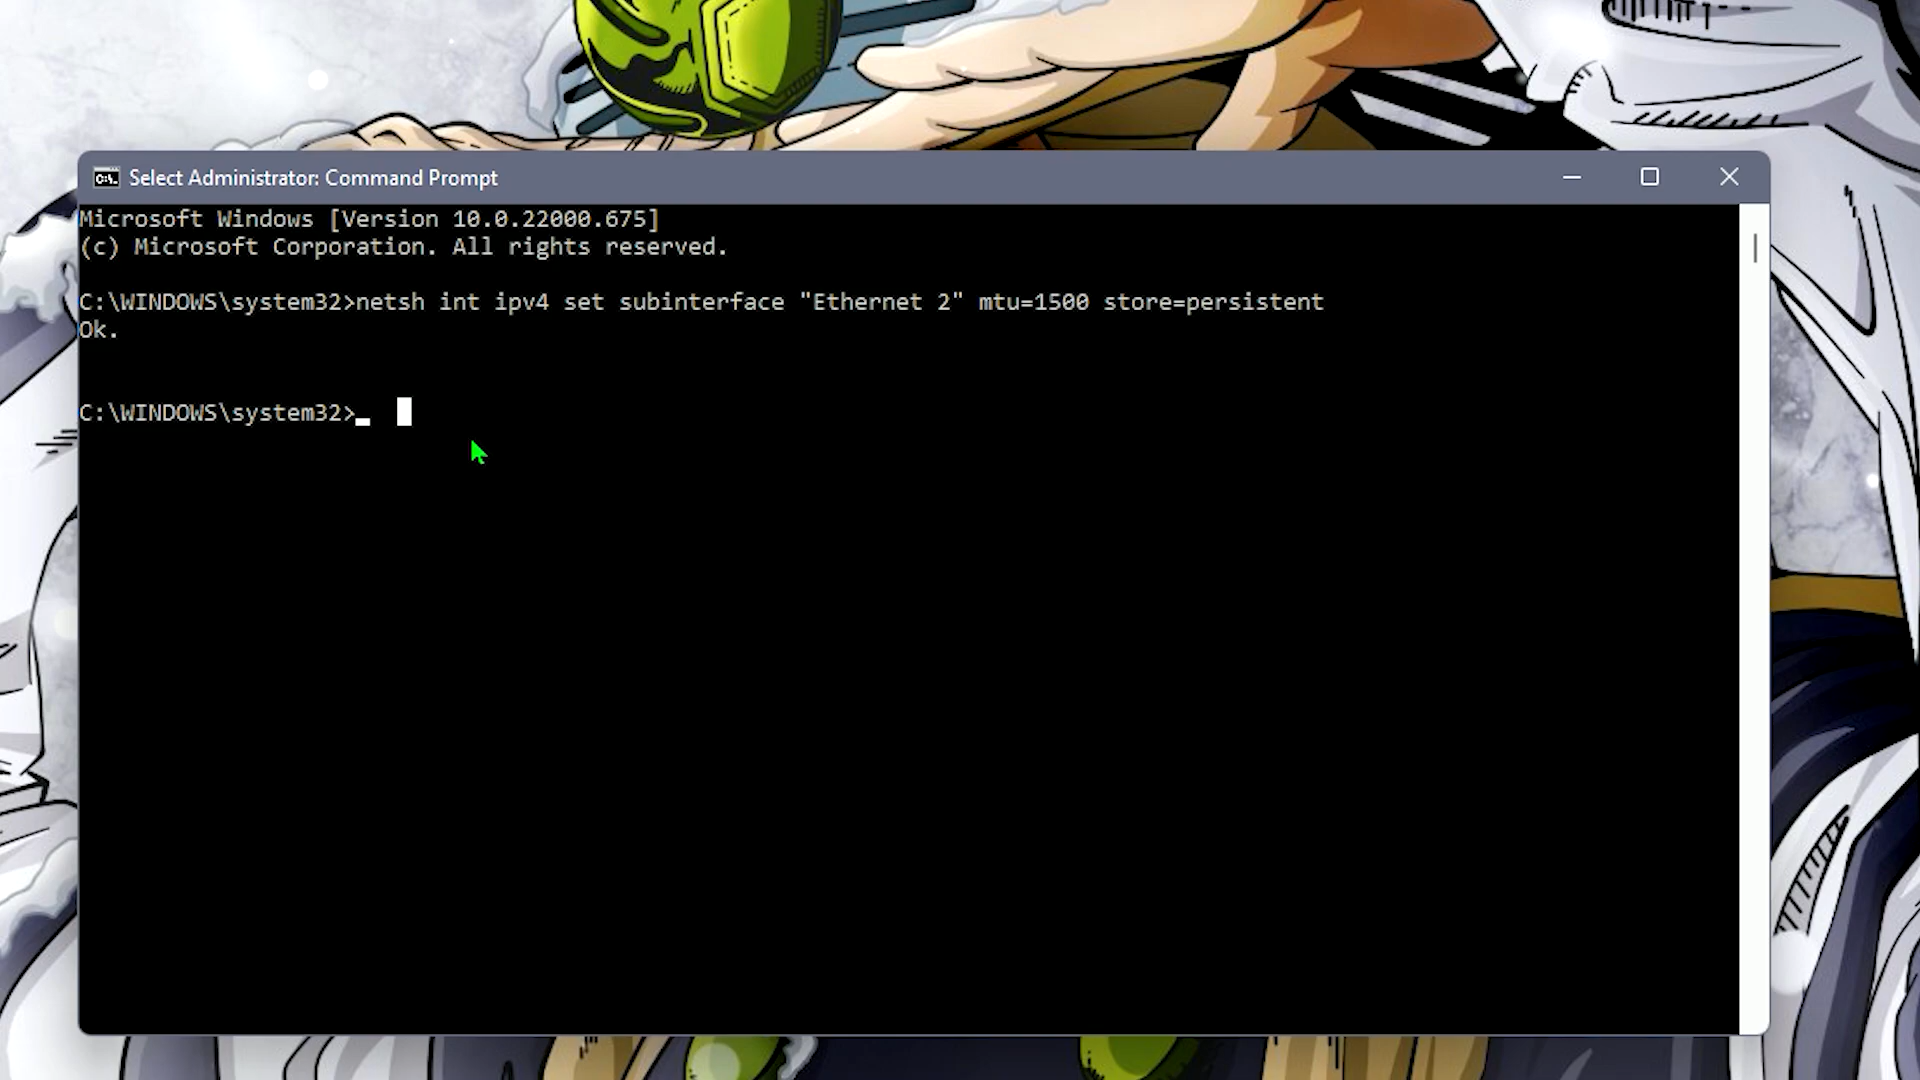 Select Administrator: Command Prompt
Microsoft Windows [Version 10.0.22000.675]
(c) Microsoft Corporation. All rights reserved.
C:\WINDOWS\system32>netsh int ipv4 set subinterface "Ethernet 2" mtu=1500 store=persistent
Ok.
C:\WINDOWS\system32>